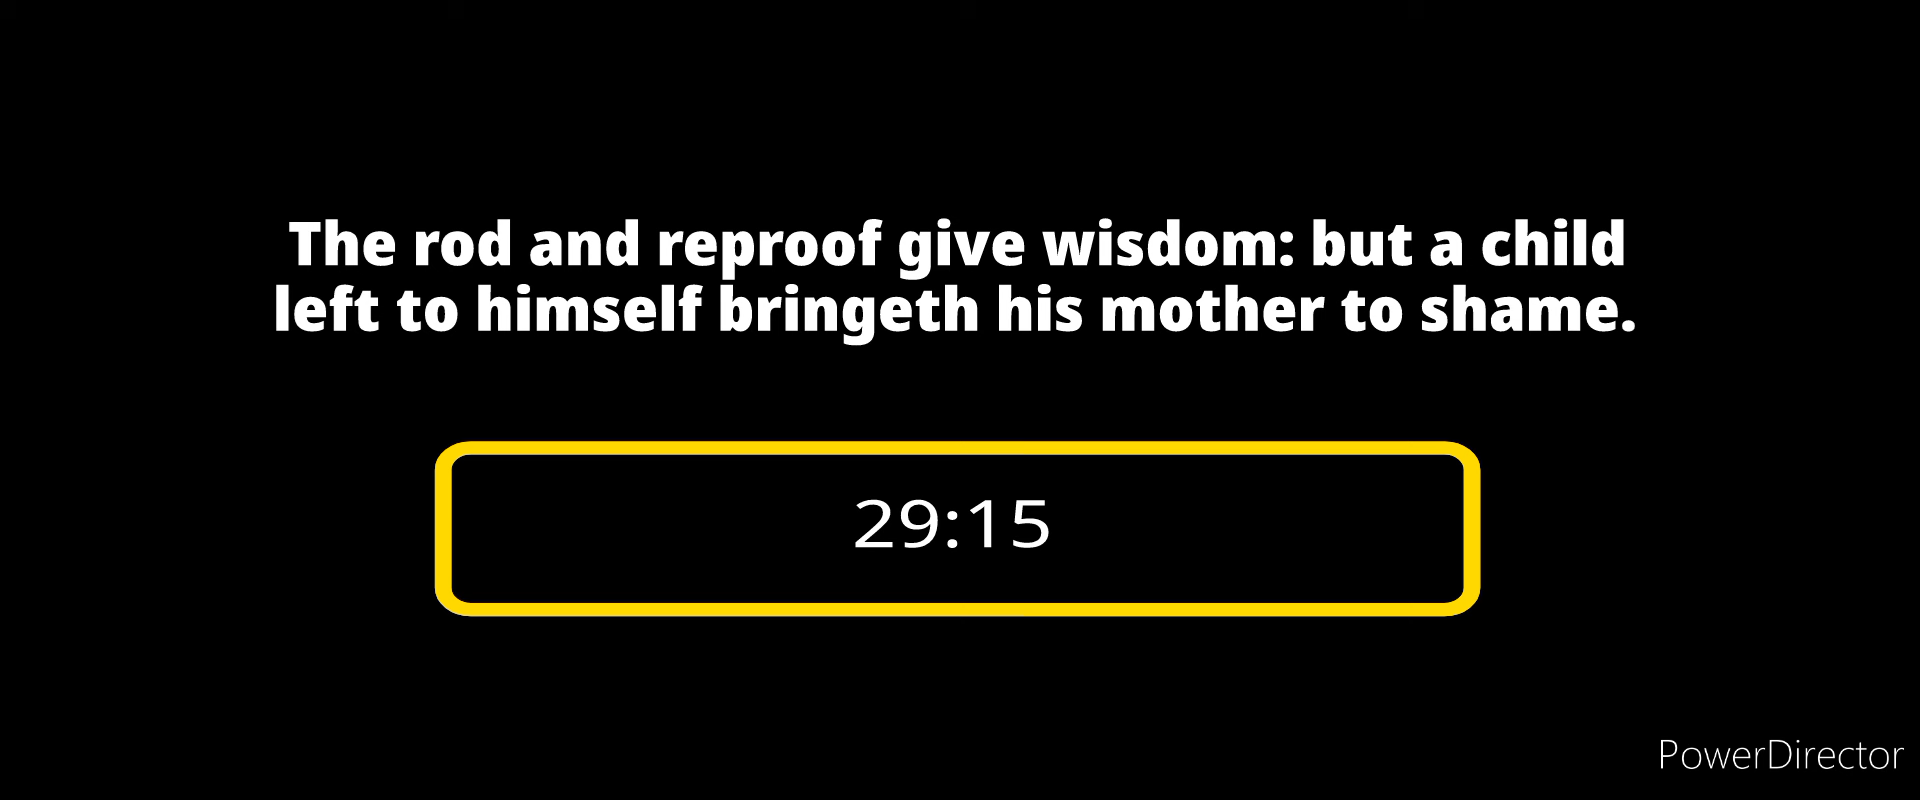 The rod and reproof give wisdom: but a child
left to himself bringeth his mother to shame.
29:15
PowerDirector